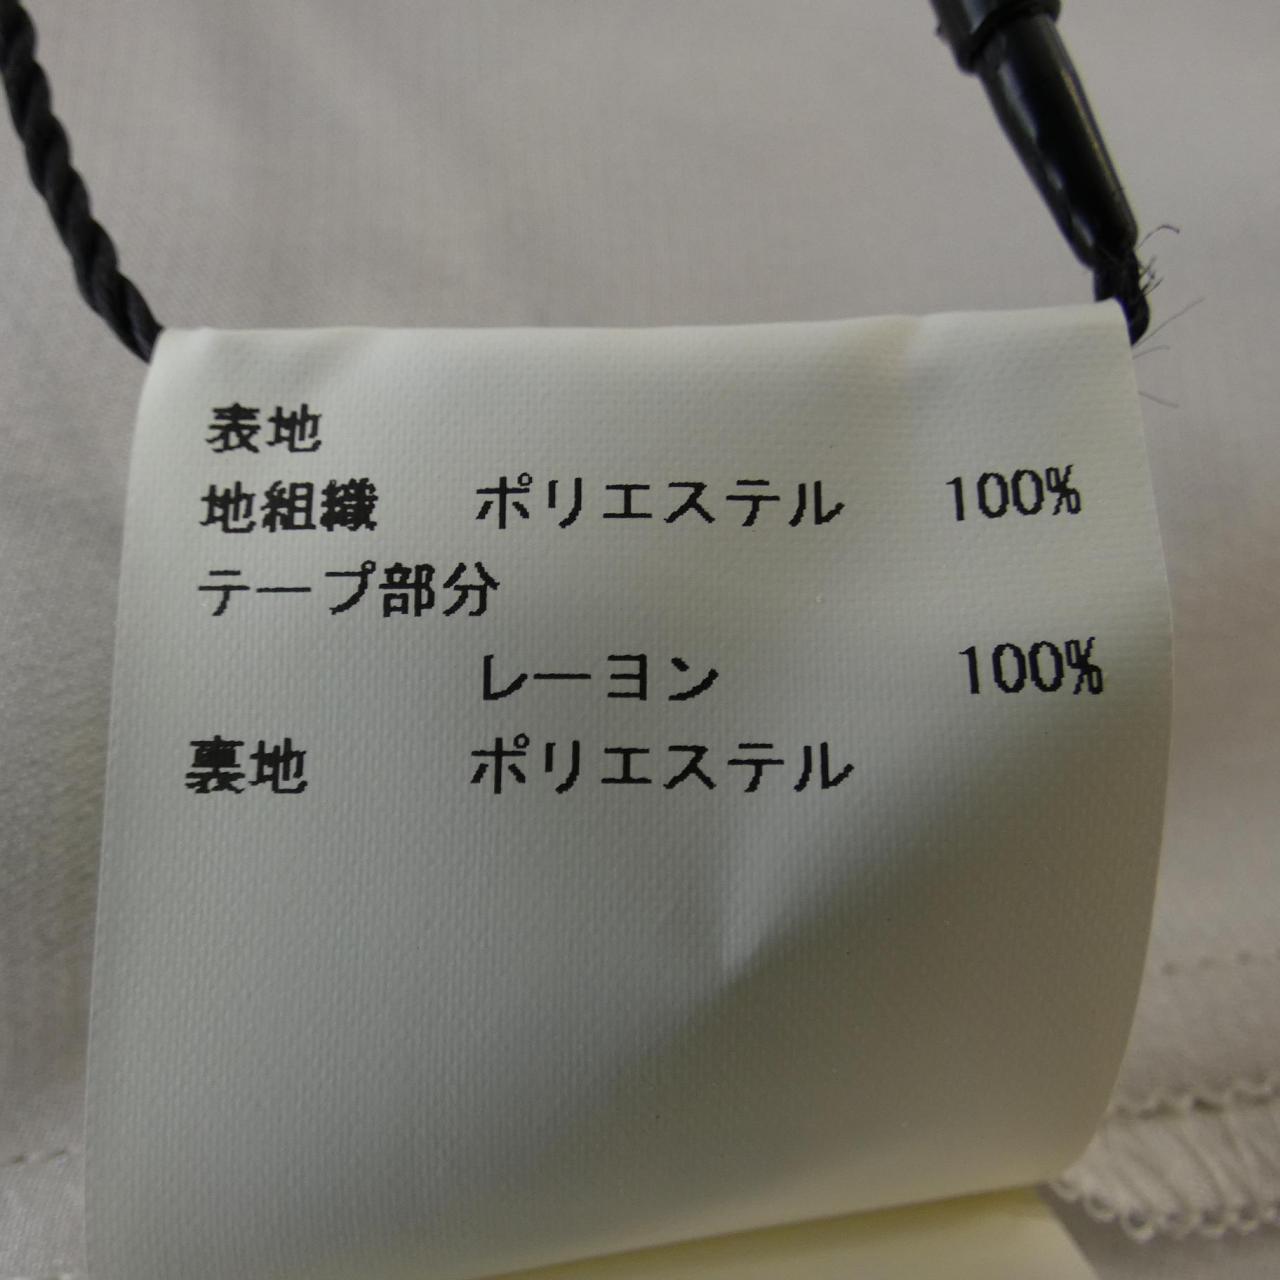 表地
地組織 ポリエステル 100%
テープ部分
レーヨン 100%
裏地 ポリエステル